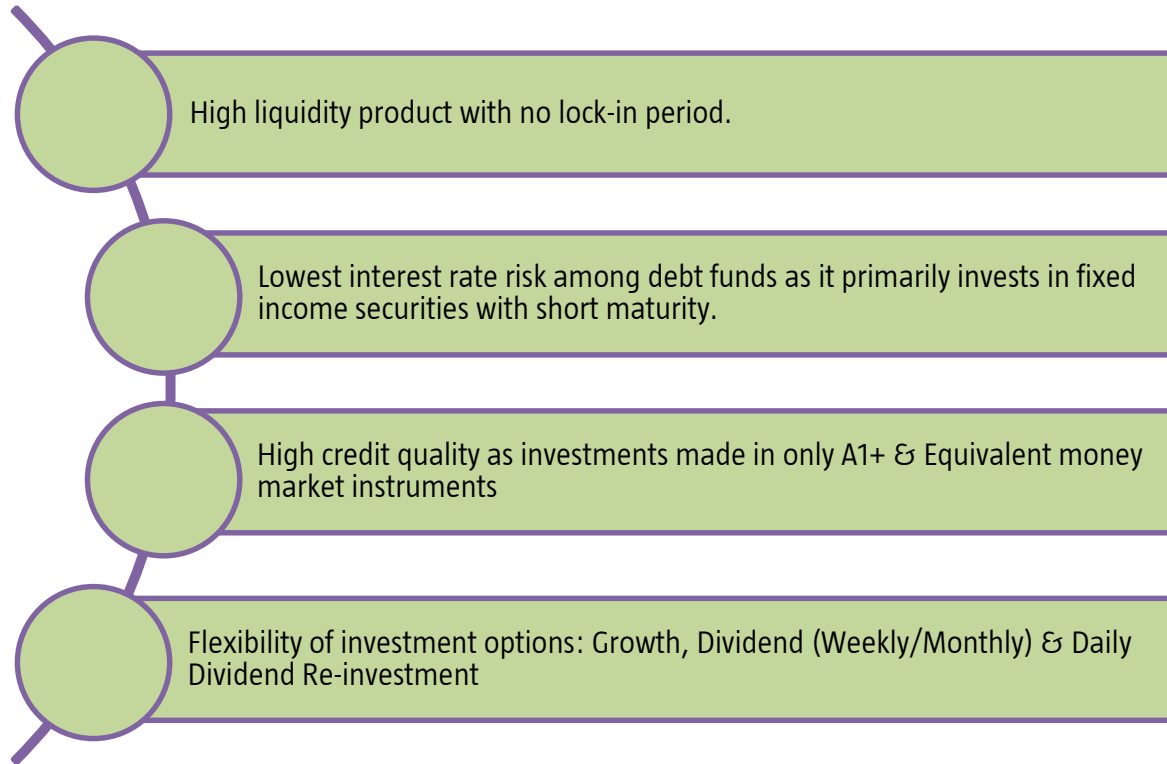 High liquidity product with no lock-in period.
Lowest interest rate risk among debt funds as it primarily invests in fixed
income securities with short maturity.
High credit quality as investments made in only A1+ & Equivalent money
market instruments
Flexibility of investment options: Growth, Dividend (Weekly/Monthly) & Daily
Dividend Re-investment